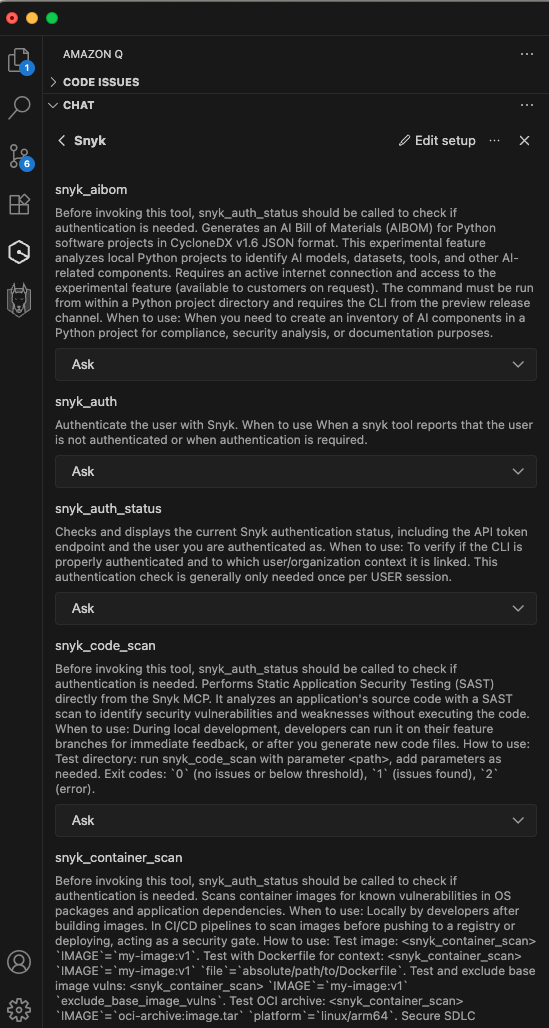 AMAZON Q
CODE ISSUES
CHAT
Snyk
Edit setup
1
6
snyk_aibom
Before invoking this tool, snyk_auth_status should be called to check if
authentication is needed. Generates an AI Bill of Materials (AIBOM) for Python
software projects in CycloneDX v1.6 JSON format. This experimental feature
analyzes local Python projects to identify AI models, datasets, tools, and other AI-
related components. Requires an active internet connection and access to the
experimental feature (available to customers on request). The command must be run
from within a Python project directory and requires the CLI from the preview release
channel. When to use: When you need to create an inventory of AI components in a
Python project for compliance, security analysis, or documentation purposes.
Ask
snyk_auth
Authenticate the user with Snyk. When to use When a snyk tool reports that the user
is not authenticated or when authentication is required.
Ask
snyk_auth_status
Checks and displays the current Snyk authentication status, including the API token
endpoint and the user you are authenticated as. When to use: To verify if the CLI is
properly authenticated and to which user/organization context it is linked. This
authentication check is generally only needed once per USER session.
Ask
snyk_code_scan
Before invoking this tool, snyk_auth_status should be called to check if
authentication is needed. Performs Static Application Security Testing (SAST)
directly from the Snyk MCP. It analyzes an application's source code with a SAST
scan to identify security vulnerabilities and weaknesses without executing the code.
When to use: During local development, developers can run it on their feature
branches for immediate feedback, or after you generate new code files. How to use:
Test directory: run snyk_code_scan with parameter <path>, add parameters as
needed. Exit codes: `0` (no issues or below threshold), `1` (issues found), `2`
(error).
Ask
snyk_container_scan
Before invoking this tool, snyk_auth_status should be called to check if
authentication is needed. Scans container images for known vulnerabilities in OS
packages and application dependencies. When to use: Locally by developers after
building images. In CI/CD pipelines to scan images before pushing to a registry or
deploying, acting as a security gate. How to use: Test image: <snyk_container_scan>
`IMAGE`=`my-image:v1`. Test with Dockerfile for context: <snyk_container_scan>
`IMAGE`=`my-image:v1` `file`=`absolute/path/to/Dockerfile`. Test and exclude base
image vulns: <snyk_container_scan> `IMAGE`=`my-image:v1`
`exclude_base_image_vulns`. Test OCI archive: <snyk_container_scan>
`IMAGE`=`oci-archive:image.tar` `platform`=`linux/arm64`. Secure SDLC